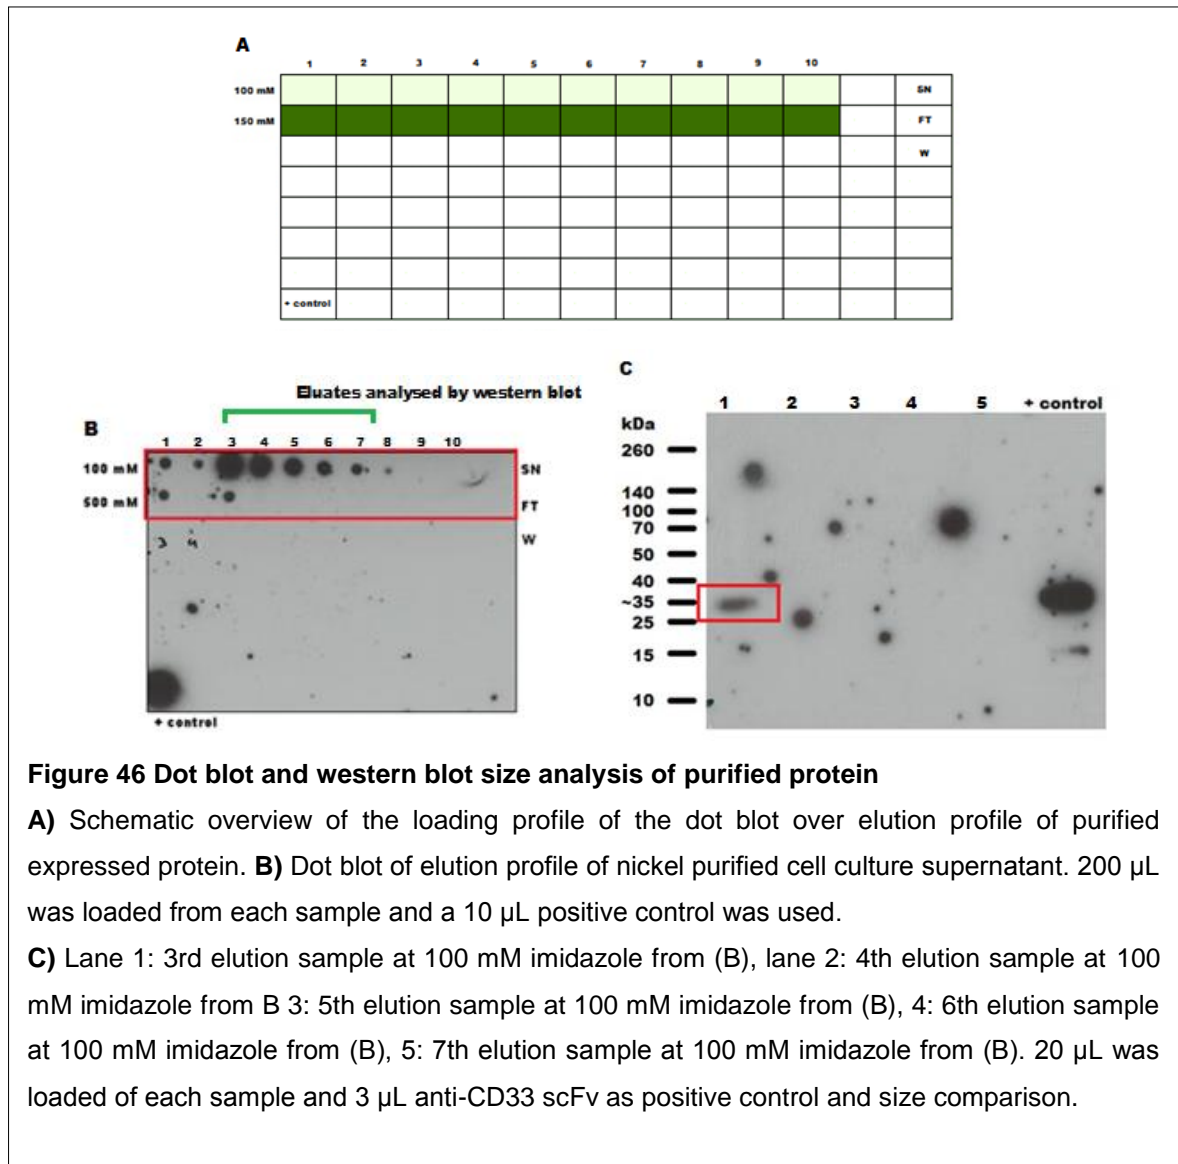 A
1 2 3 4 5 6 7 8 9 10
100 mM SN
150 mM FT
W
+ control
Eluates analysed by western blot
B
1 2 3 4 5 6 7 8 9 10
100 mM SN
500 mM FT
3 4 W
+ control
C
1 2 3 4 5 + control
kDa
260
140
100
70
50
40
~35
25
15
10
Figure 46 Dot blot and western blot size analysis of purified protein
A) Schematic overview of the loading profile of the dot blot over elution profile of purified
expressed protein. B) Dot blot of elution profile of nickel purified cell culture supernatant. 200 µL
was loaded from each sample and a 10 µL positive control was used.
C) Lane 1: 3rd elution sample at 100 mM imidazole from (B), lane 2: 4th elution sample at 100
mM imidazole from B 3: 5th elution sample at 100 mM imidazole from (B), 4: 6th elution sample
at 100 mM imidazole from (B), 5: 7th elution sample at 100 mM imidazole from (B). 20 µL was
loaded of each sample and 3 µL anti-CD33 scFv as positive control and size comparison.